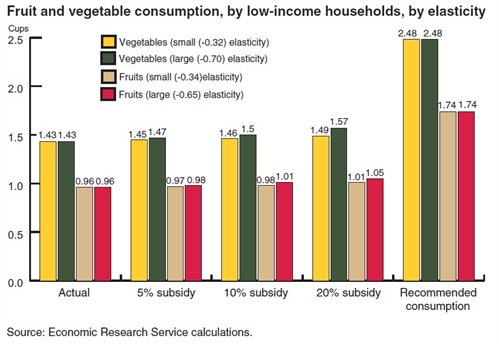 Fruit and vegetable consumption, by low-income households, by elasticity
Cups
2.5
2.0
1.5
1.0
0.5
0.0
Vegetables (small (-0.32) elasticity)
Vegetables (large (-0.70) elasticity)
Fruits (small (-0.34)elasticity)
Fruits (large (-0.65) elasticity)
1.43 1.43 0.96 0.96
1.45 1.47 0.97 0.98
1.46 1.5 0.98 1.01
1.49 1.57 1.01 1.05
2.48 2.48 1.74 1.74
Actual
5% subsidy
10% subsidy
20% subsidy
Recommended
consumption
Source: Economic Research Service calculations.